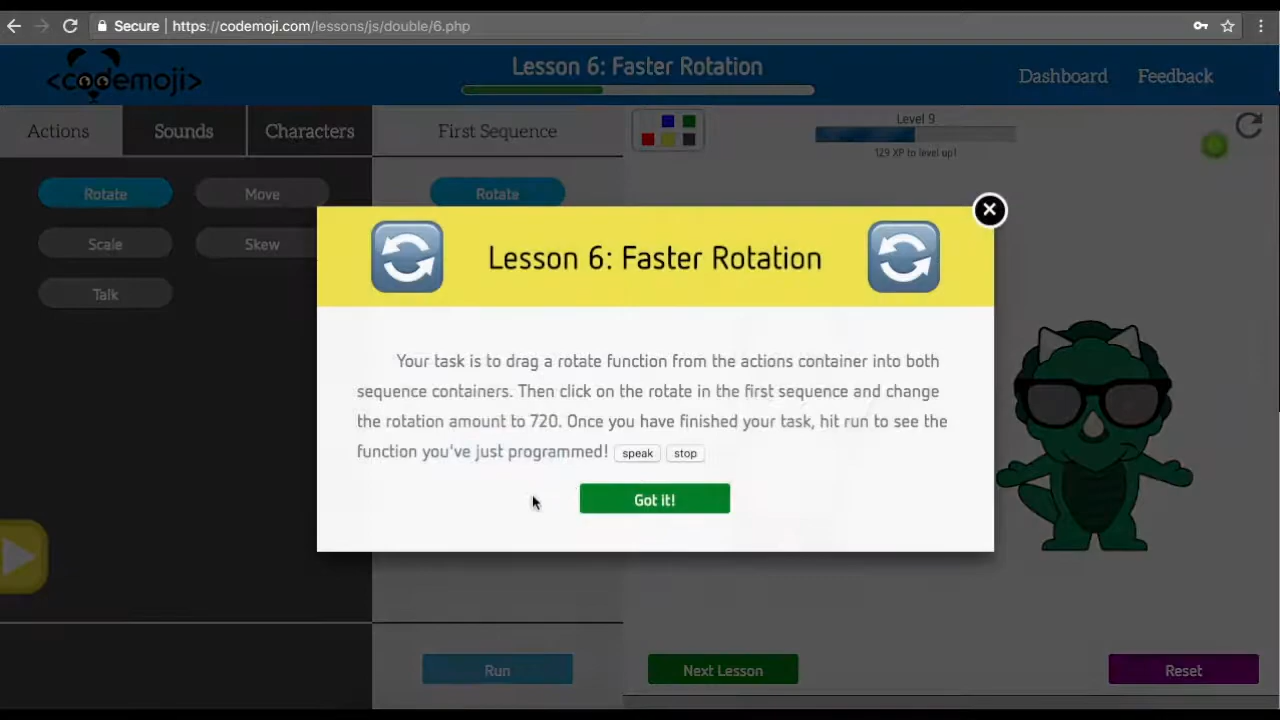 Secure | https://codemoji.com/lessons/js/double/6.php
<codemoji>
Lesson 6: Faster Rotation
Dashboard
Feedback
Actions
Sounds
Characters
First Sequence
Level 9
129 XP to level up!
Rotate
Move
Rotate
Scale
Skew
Talk
Lesson 6: Faster Rotation
Your task is to drag a rotate function from the actions container into both
sequence containers. Then click on the rotate in the first sequence and change
the rotation amount to 720. Once you have finished your task, hit run to see the
function you've just programmed! speak stop
Got it!
Run
Next Lesson
Reset